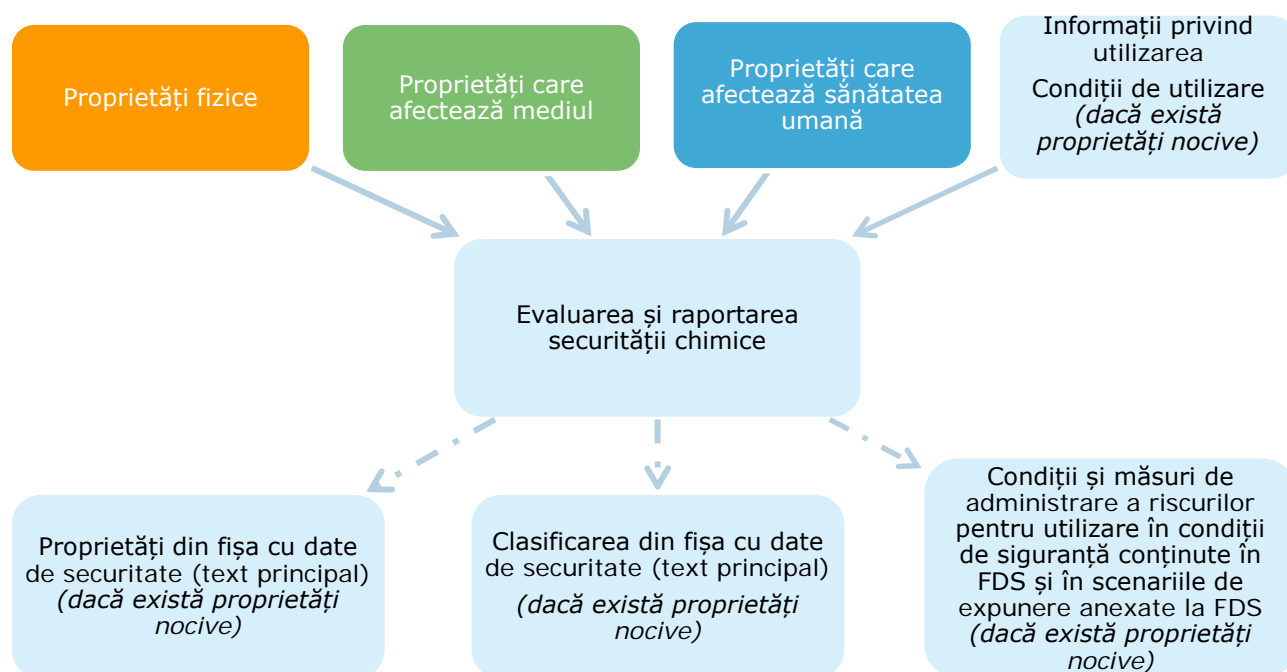 Proprietăți fizice
Proprietăți care
afectează mediul
Proprietăți care
afectează sănătatea
umană
Informații privind
utilizarea
Condiții de utilizare
(dacă există
proprietăți nocive)
Evaluarea și raportarea
securității chimice
Proprietăți din fișa cu date
de securitate (text principal)
(dacă există proprietăți
nocive)
Clasificarea din fișa cu date
de securitate (text principal)
(dacă există proprietăți
nocive)
Condiții și măsuri de
administrare a riscurilor
pentru utilizare în condiții
de siguranță conținute în
FDS și în scenariile de
expunere anexate la FDS
(dacă există proprietăți
nocive)